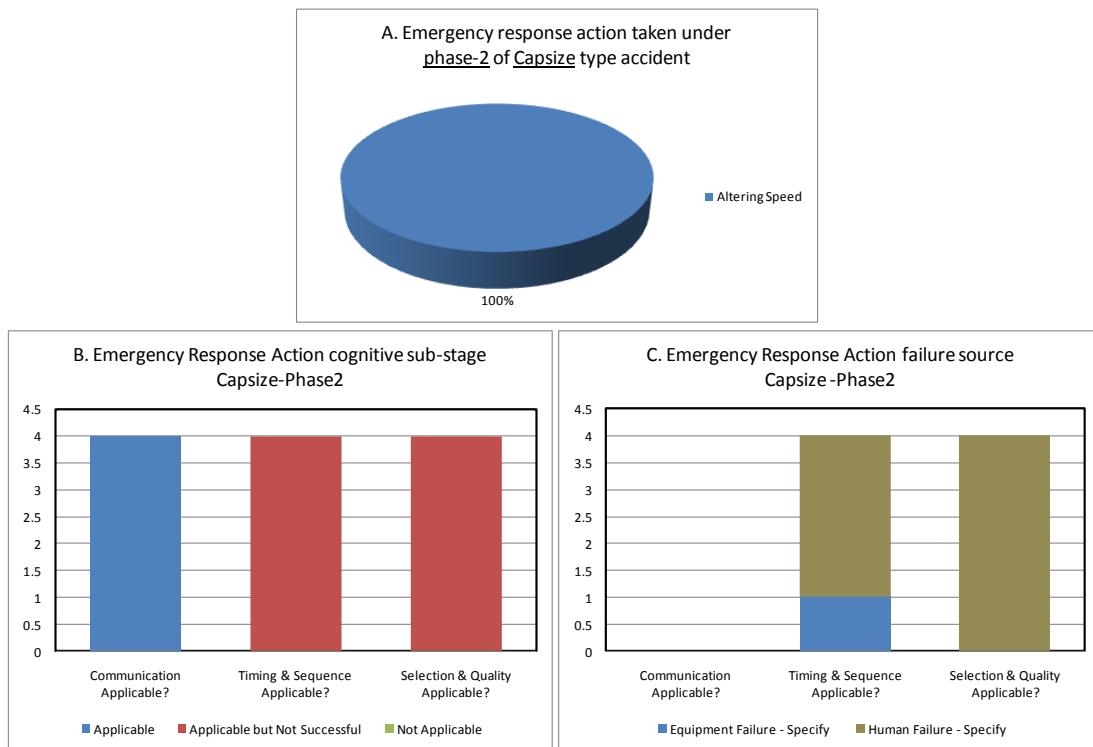 A. Emergency response action taken under
phase-2 of Capsize type accident
Altering Speed
100%
B. Emergency Response Action cognitive sub-stage
Capsize-Phase2
4.5
4
3.5
3
2.5
2
1.5
1
0.5
0
Communication
Applicable?
Timing & Sequence
Applicable?
Selection & Quality
Applicable?
Applicable
Applicable but Not Successful
Not Applicable
C. Emergency Response Action failure source
Capsize -Phase2
4.5
4
3.5
3
2.5
2
1.5
1
0.5
0
Communication
Applicable?
Timing & Sequence
Applicable?
Selection & Quality
Applicable?
Equipment Failure - Specify
Human Failure - Specify